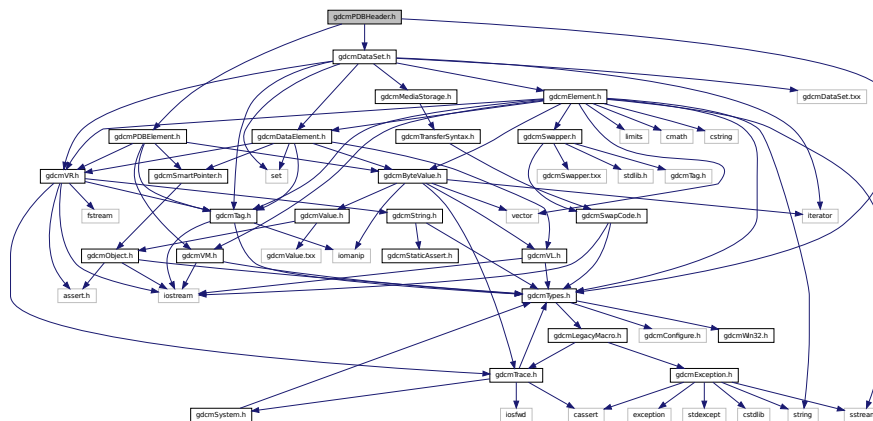 gdcmPDBHeader.h
gdcmDataSet.h
gdcmMediaStorage.h
gdcmElement.h
gdcmDataSet.txx
gdcmPDBElement.h
gdcmDataElement.h
gdcmTransferSyntax.h
gdcmSwapper.h
limits
cmath
cstring
gdcmVR.h
gdcmSmartPointer.h
set
gdcmByteValue.h
gdcmSwapper.txx
stdlib.h
gdcmTag.h
fstream
gdcmTag.h
gdcmValue.h
gdcmString.h
vector
gdcmSwapCode.h
iterator
gdcmObject.h
gdcmVM.h
gdcmValue.txx
iomanip
gdcmStaticAssert.h
gdcmVL.h
assert.h
iostream
gdcmTypes.h
gdcmLegacyMacro.h
gdcmConfigure.h
gdcmWin32.h
gdcmTrace.h
gdcmException.h
gdcmSystem.h
iosfwd
cassert
exception
stdexcept
cstdlib
string
sstream